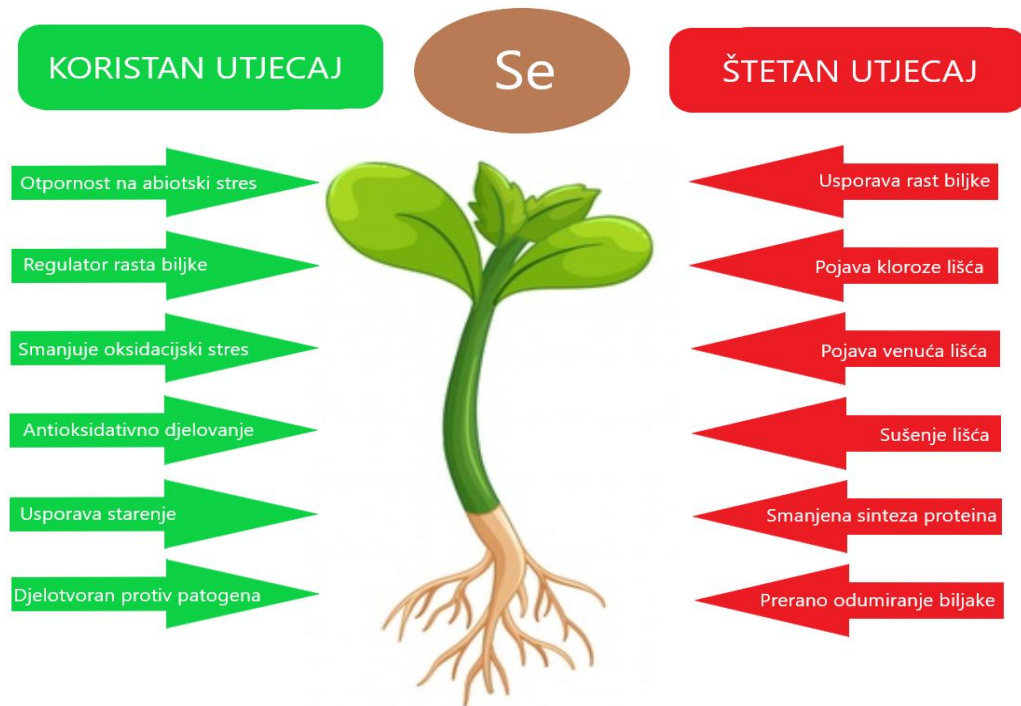 KORISTAN UTJECAJ
Se
ŠTETAN UTJECAJ
Otpornost na abiotski stres
Regulator rasta biljke
Smanjuje oksidacijski stres
Antioksidativno djelovanje
Usporava starenje
Djelotvoran protiv patogena
Usporava rast biljke
Pojava kloroze lišća
Pojava venuća lišća
Sušenje lišća
Smanjena sinteza proteina
Prerano odumiranje biljake